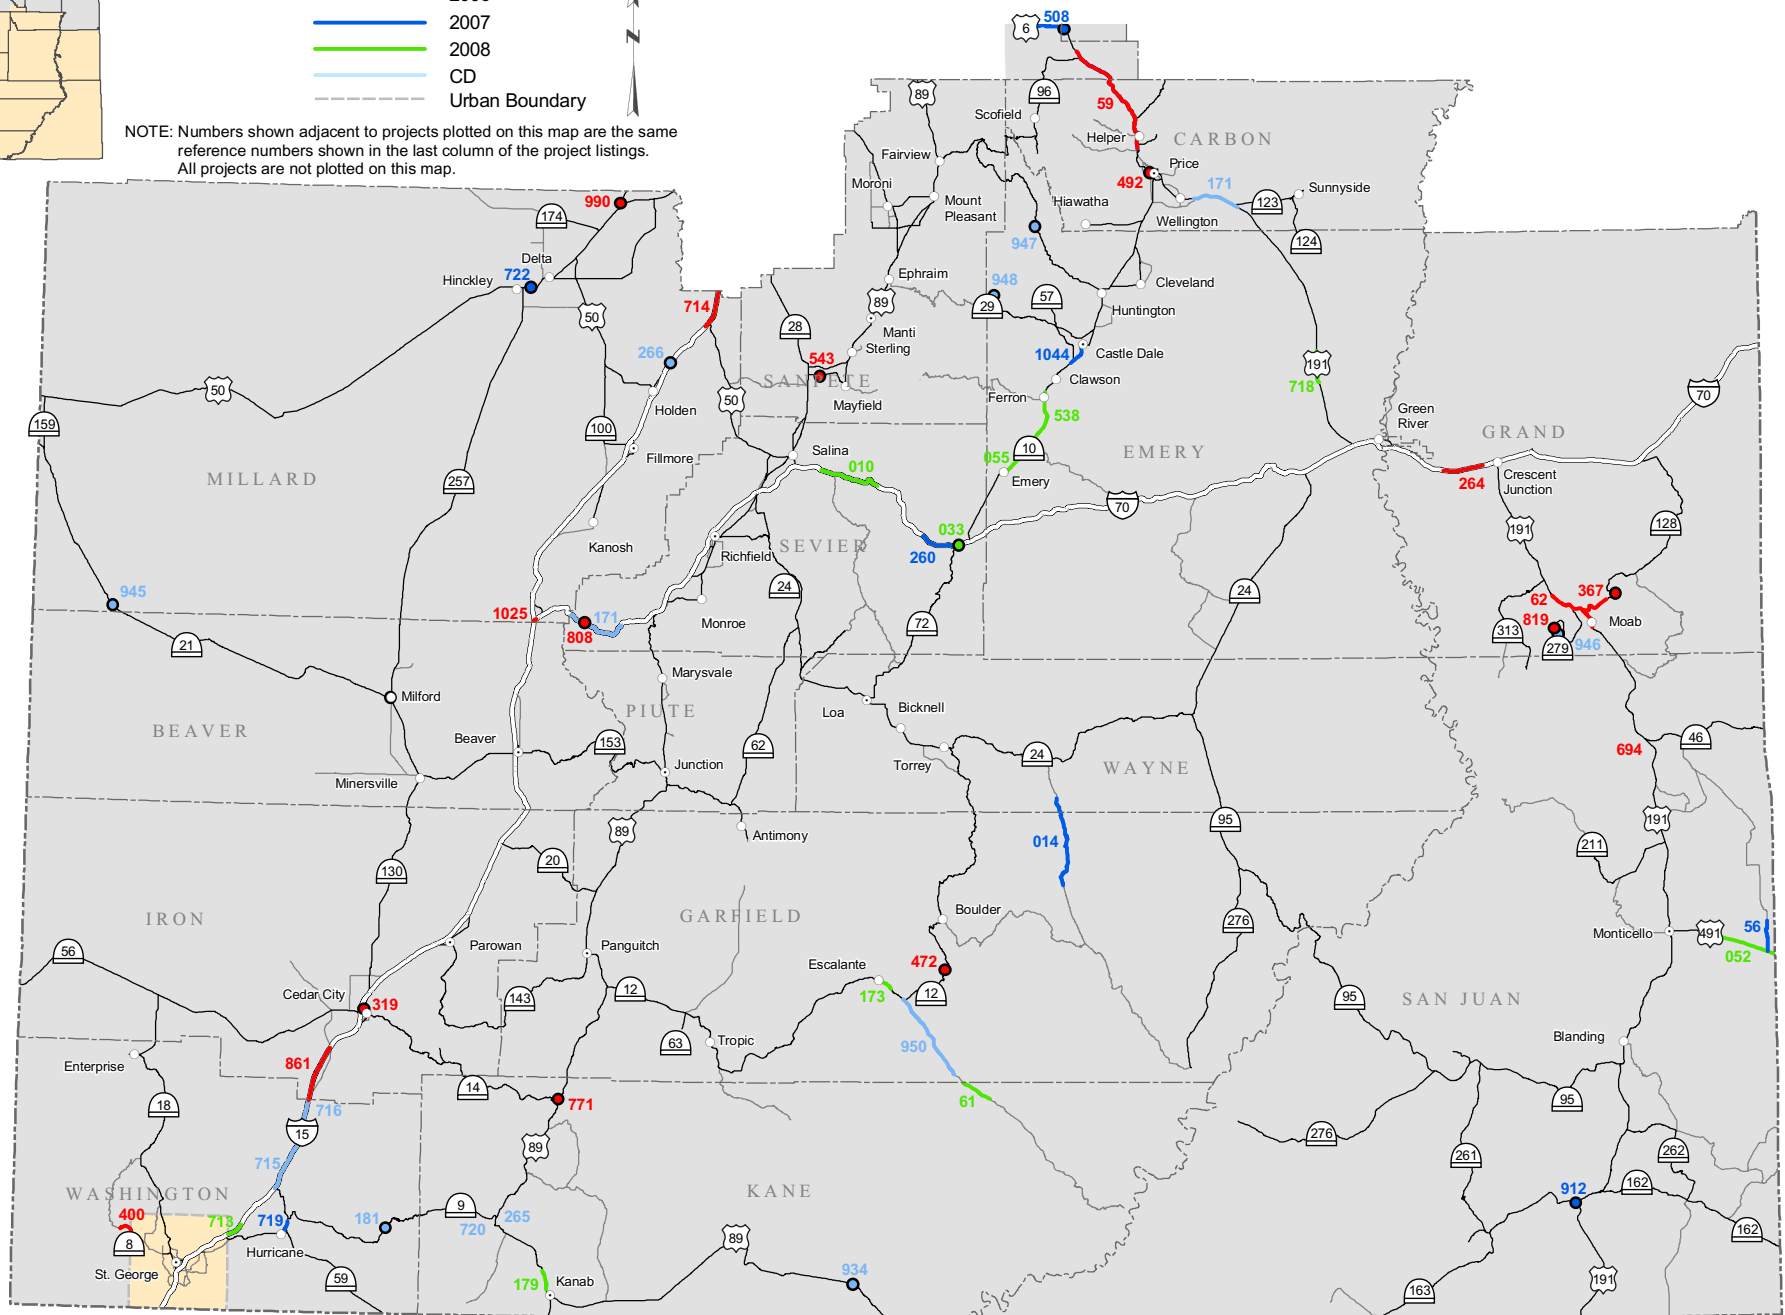 2007
2008
CD
Urban Boundary
N
NOTE: Numbers shown adjacent to projects plotted on this map are the same
reference numbers shown in the last column of the project listings.
All projects are not plotted on this map.
508
6
89
96
59
Scofield
Helper
CARBON
Fairview
Price
492
171
Sunnyside
123
Moroni
Mount
Pleasant
Hiawatha
Wellington
990
174
947
124
Delta
722
Hinckley
Ephraim
948
57
Cleveland
29
Huntington
714
50
28
89
Manti
Sterling
1044
Castle Dale
266
543
191
718
SANPETE
Clawson
50
Holden
50
Mayfield
Ferron
538
70
159
100
Green
River
GRAND
Fillmore
Salina
010
10
055
EMERY
Emery
MILLARD
257
264
Crescent
Junction
70
033
191
128
Kanosh
Richfield
SEVIER
260
945
24
24
62
367
1025
171
808
Monroe
72
819
313
279
946
Moab
21
Marysvale
Milford
Loa
Bicknell
PIUTE
BEAVER
Beaver
153
62
24
46
694
Torrey
WAYNE
Junction
Minersville
89
Antimony
014
95
191
211
20
130
IRON
GARFIELD
Boulder
276
56
Monticello
491
56
052
Parowan
Panguitch
Escalante
472
Cedar City
319
143
12
173
12
95
SAN JUAN
63
Tropic
950
Blanding
Enterprise
861
14
61
95
18
716
771
15
89
276
261
262
715
WASHINGTON
KANE
162
912
400
713
719
181
9
720
265
162
8
Hurricane
89
St. George
59
179
Kanab
934
163
191